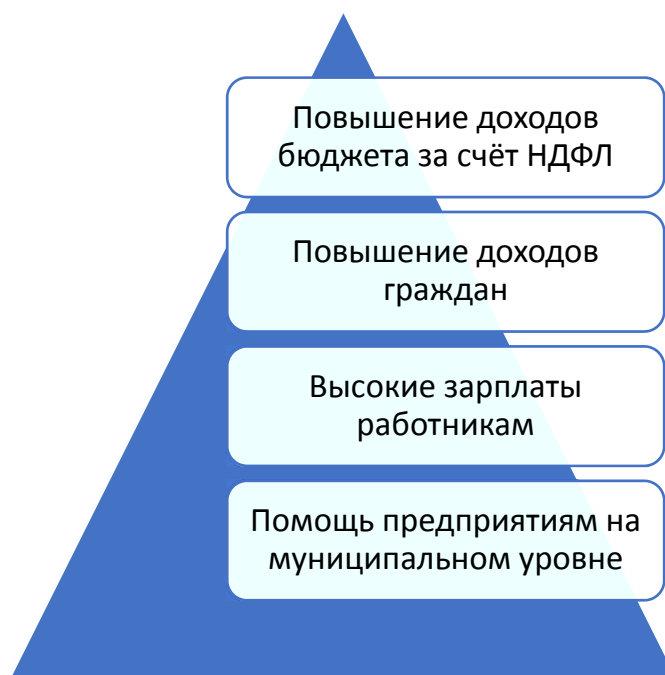 Повышение доходов
бюджета за счёт НДФЛ
Повышение доходов
граждан
Высокие зарплаты
работникам
Помощь предприятиям на
муниципальном уровне